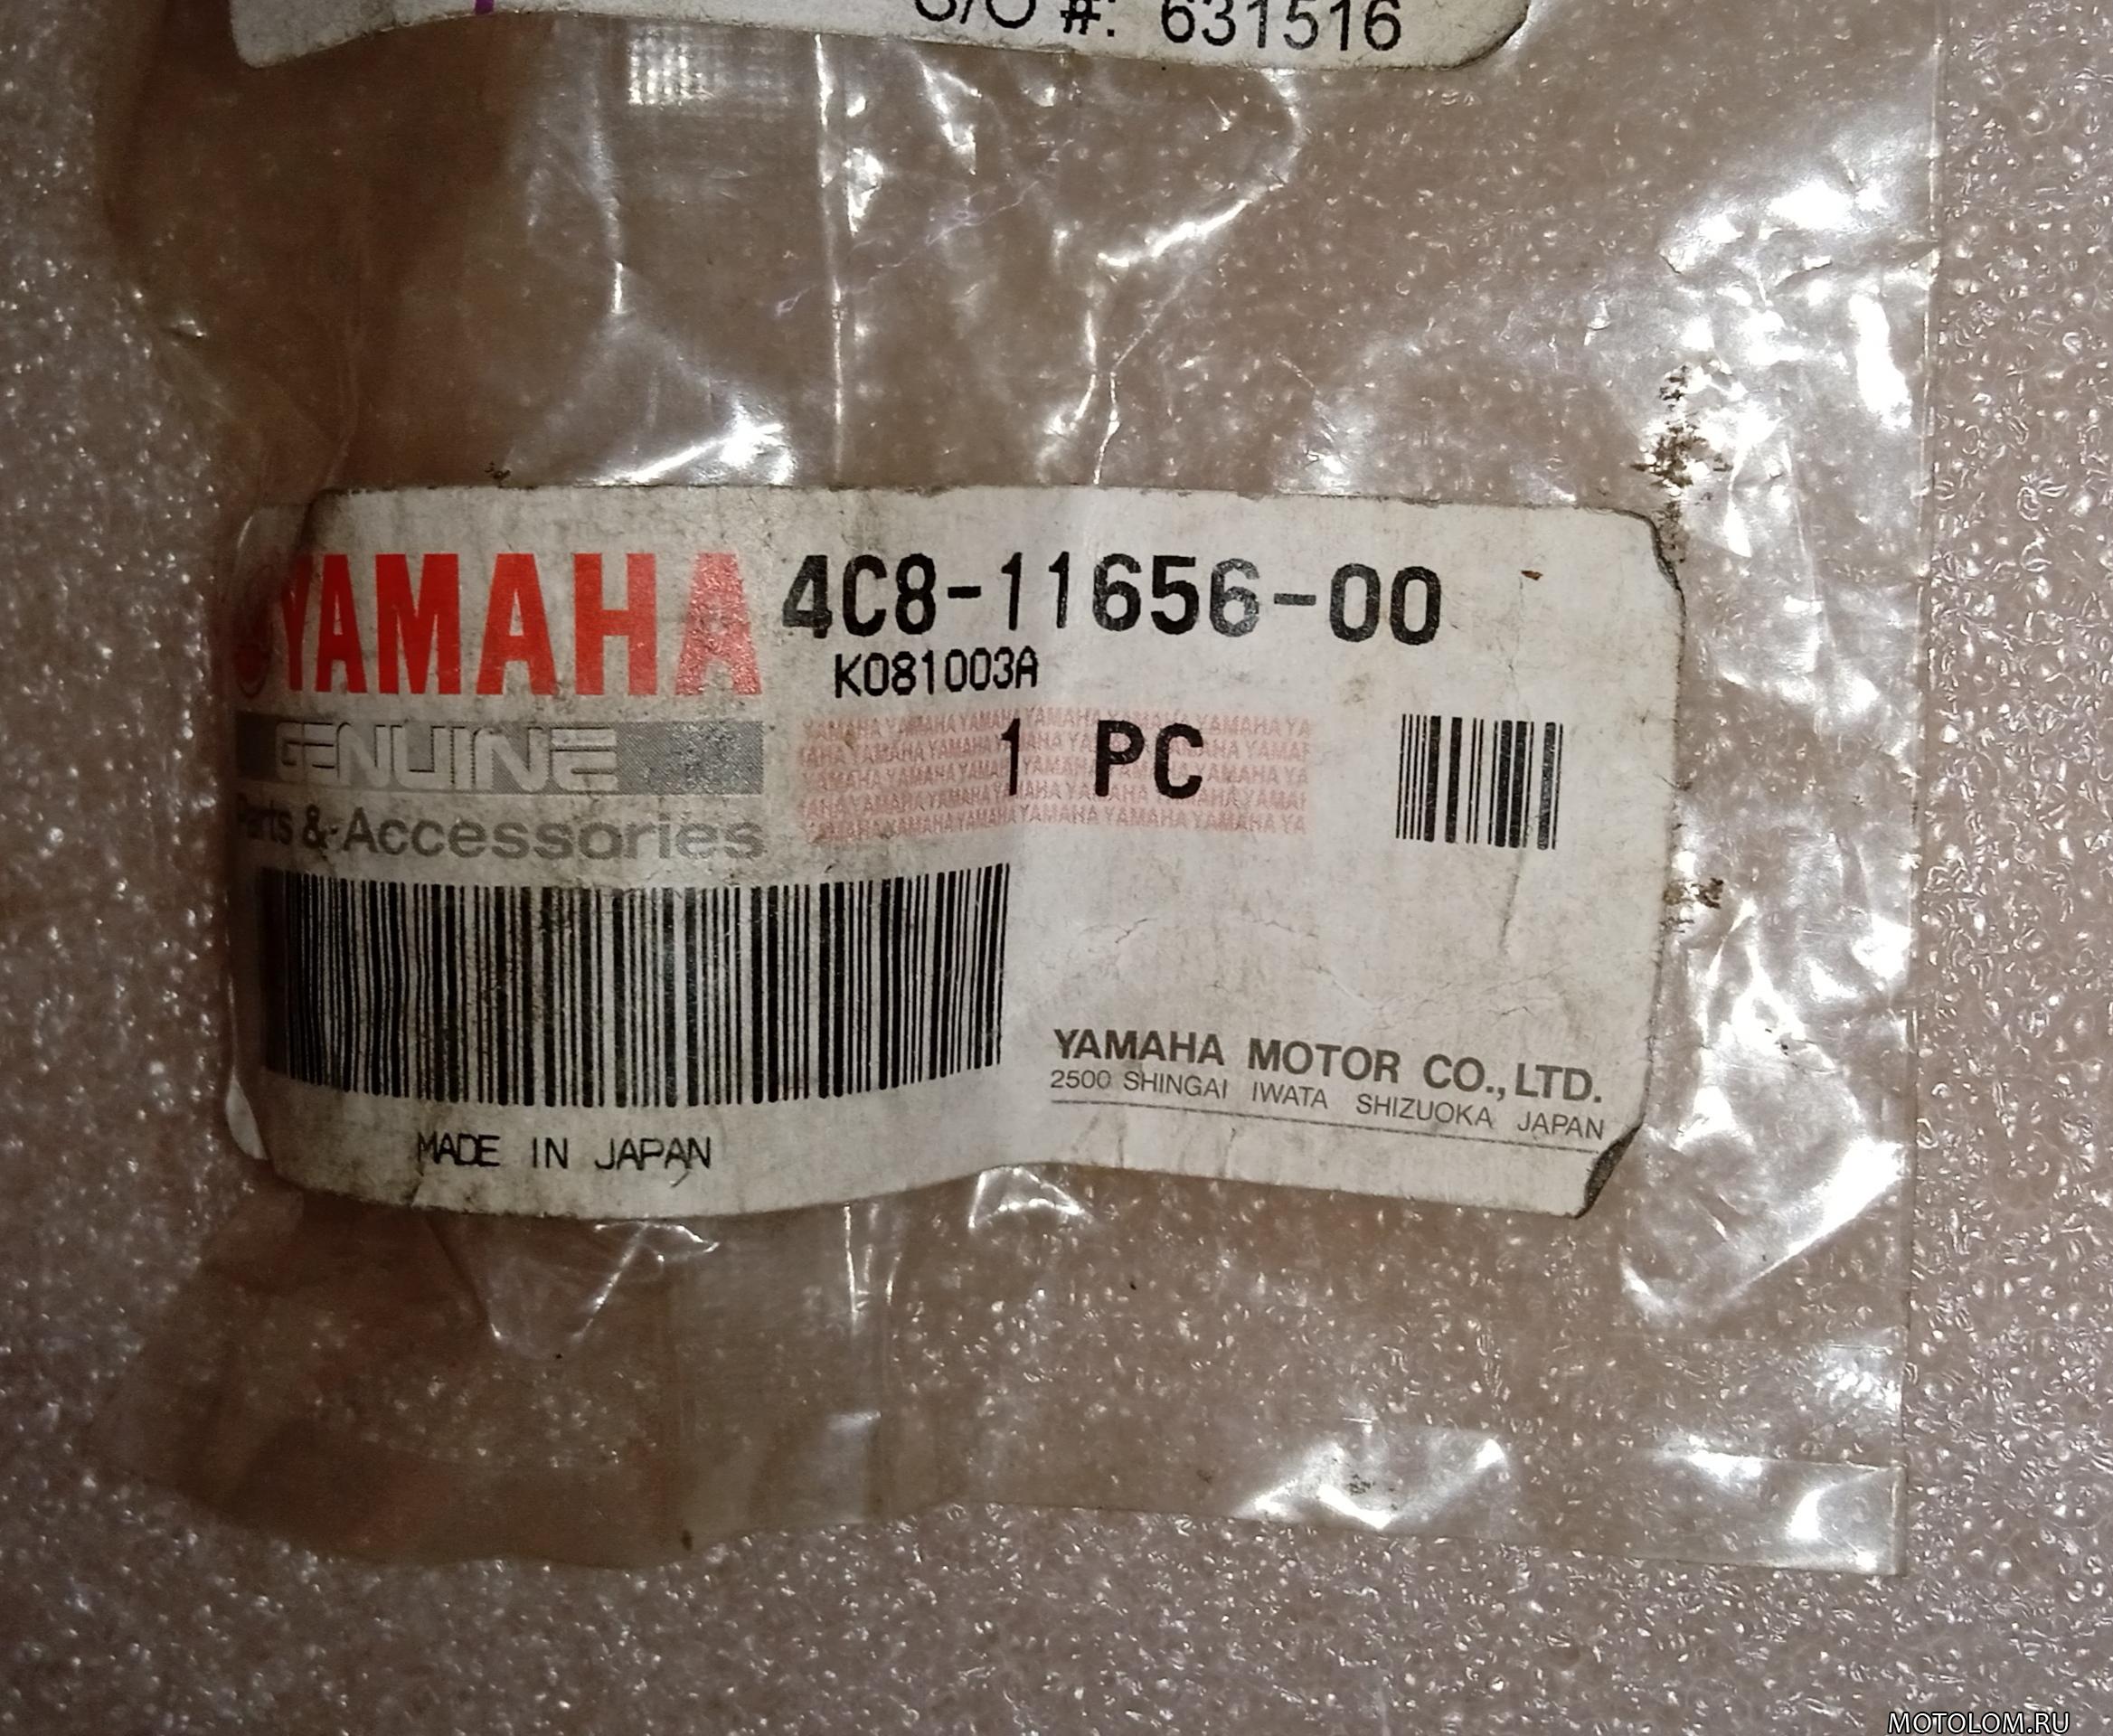 S/O #: 631516
YAMAHA 4C8-11656-00
K081003A
GENUINE
1 PC
Parts & Accessories
YAMAHA MOTOR CO., LTD.
2500 SHINGAI IWATA SHIZUOKA JAPAN
MADE IN JAPAN
MOTOLOM.RU